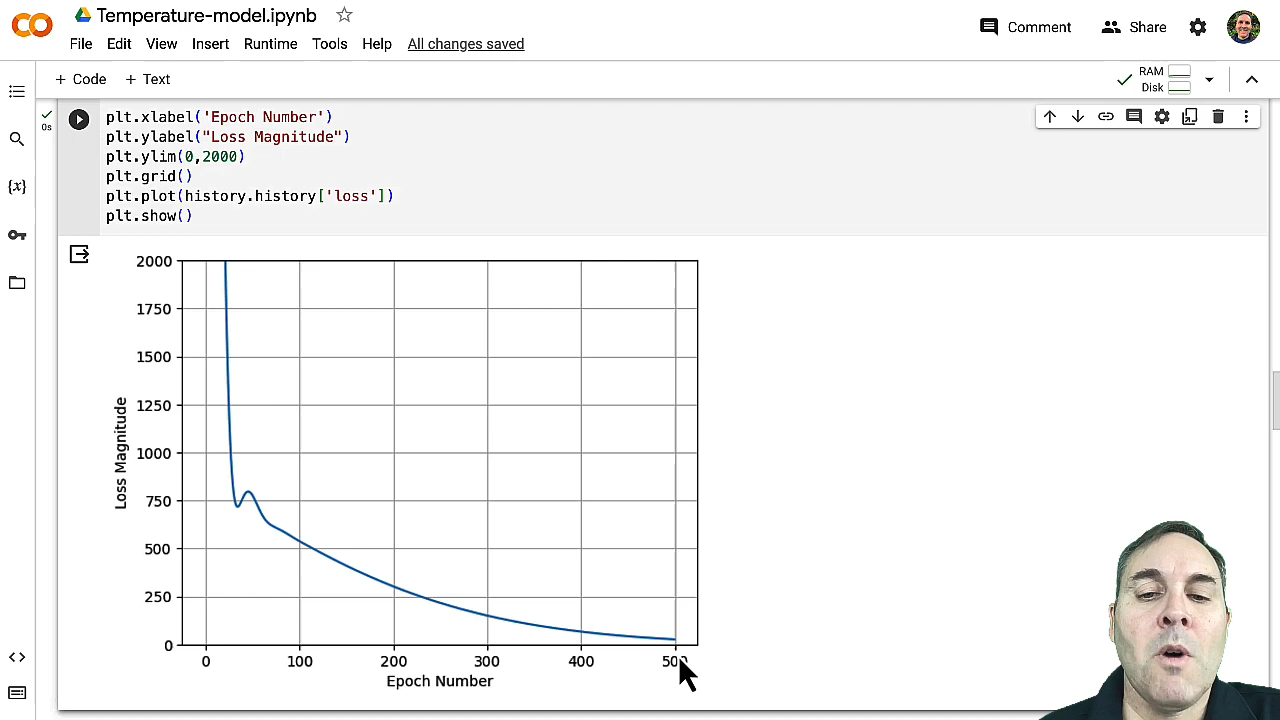 Temperature-model.ipynb
Comment
Share
File Edit View Insert Runtime Tools Help All changes saved
+ Code + Text
RAM
Disk
{x}
0s
plt.xlabel('Epoch Number')
plt.ylabel("Loss Magnitude")
plt.ylim(0,2000)
plt.grid()
plt.plot(history.history['loss'])
plt.show()
2000
1750
1500
1250
1000
750
500
250
0
Loss Magnitude
0 100 200 300 400 500
Epoch Number